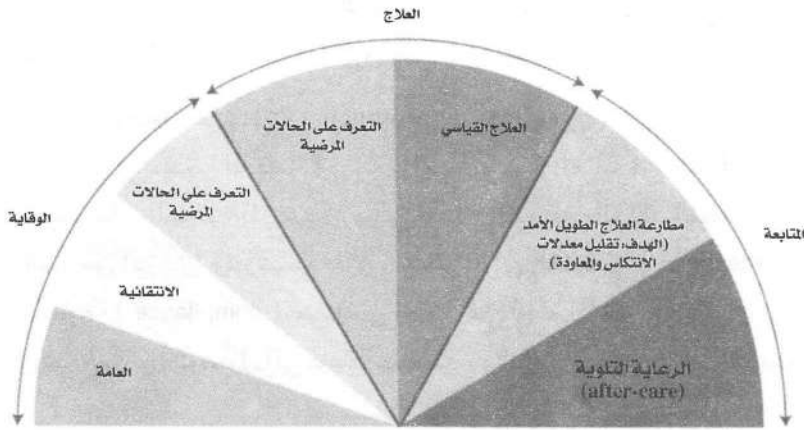 العلاج
التعرف على الحالات
المرضية
العلاج القياسي
التعرف على الحالات
المرضية
الوقاية
الانتقائية
العامة
مطاوعة العلاج الطويل الأمد
(الهدف: تقليل معدلات
الانتكاس والمعاودة)
المتابعة
الرعاية التلوية
(after-care)